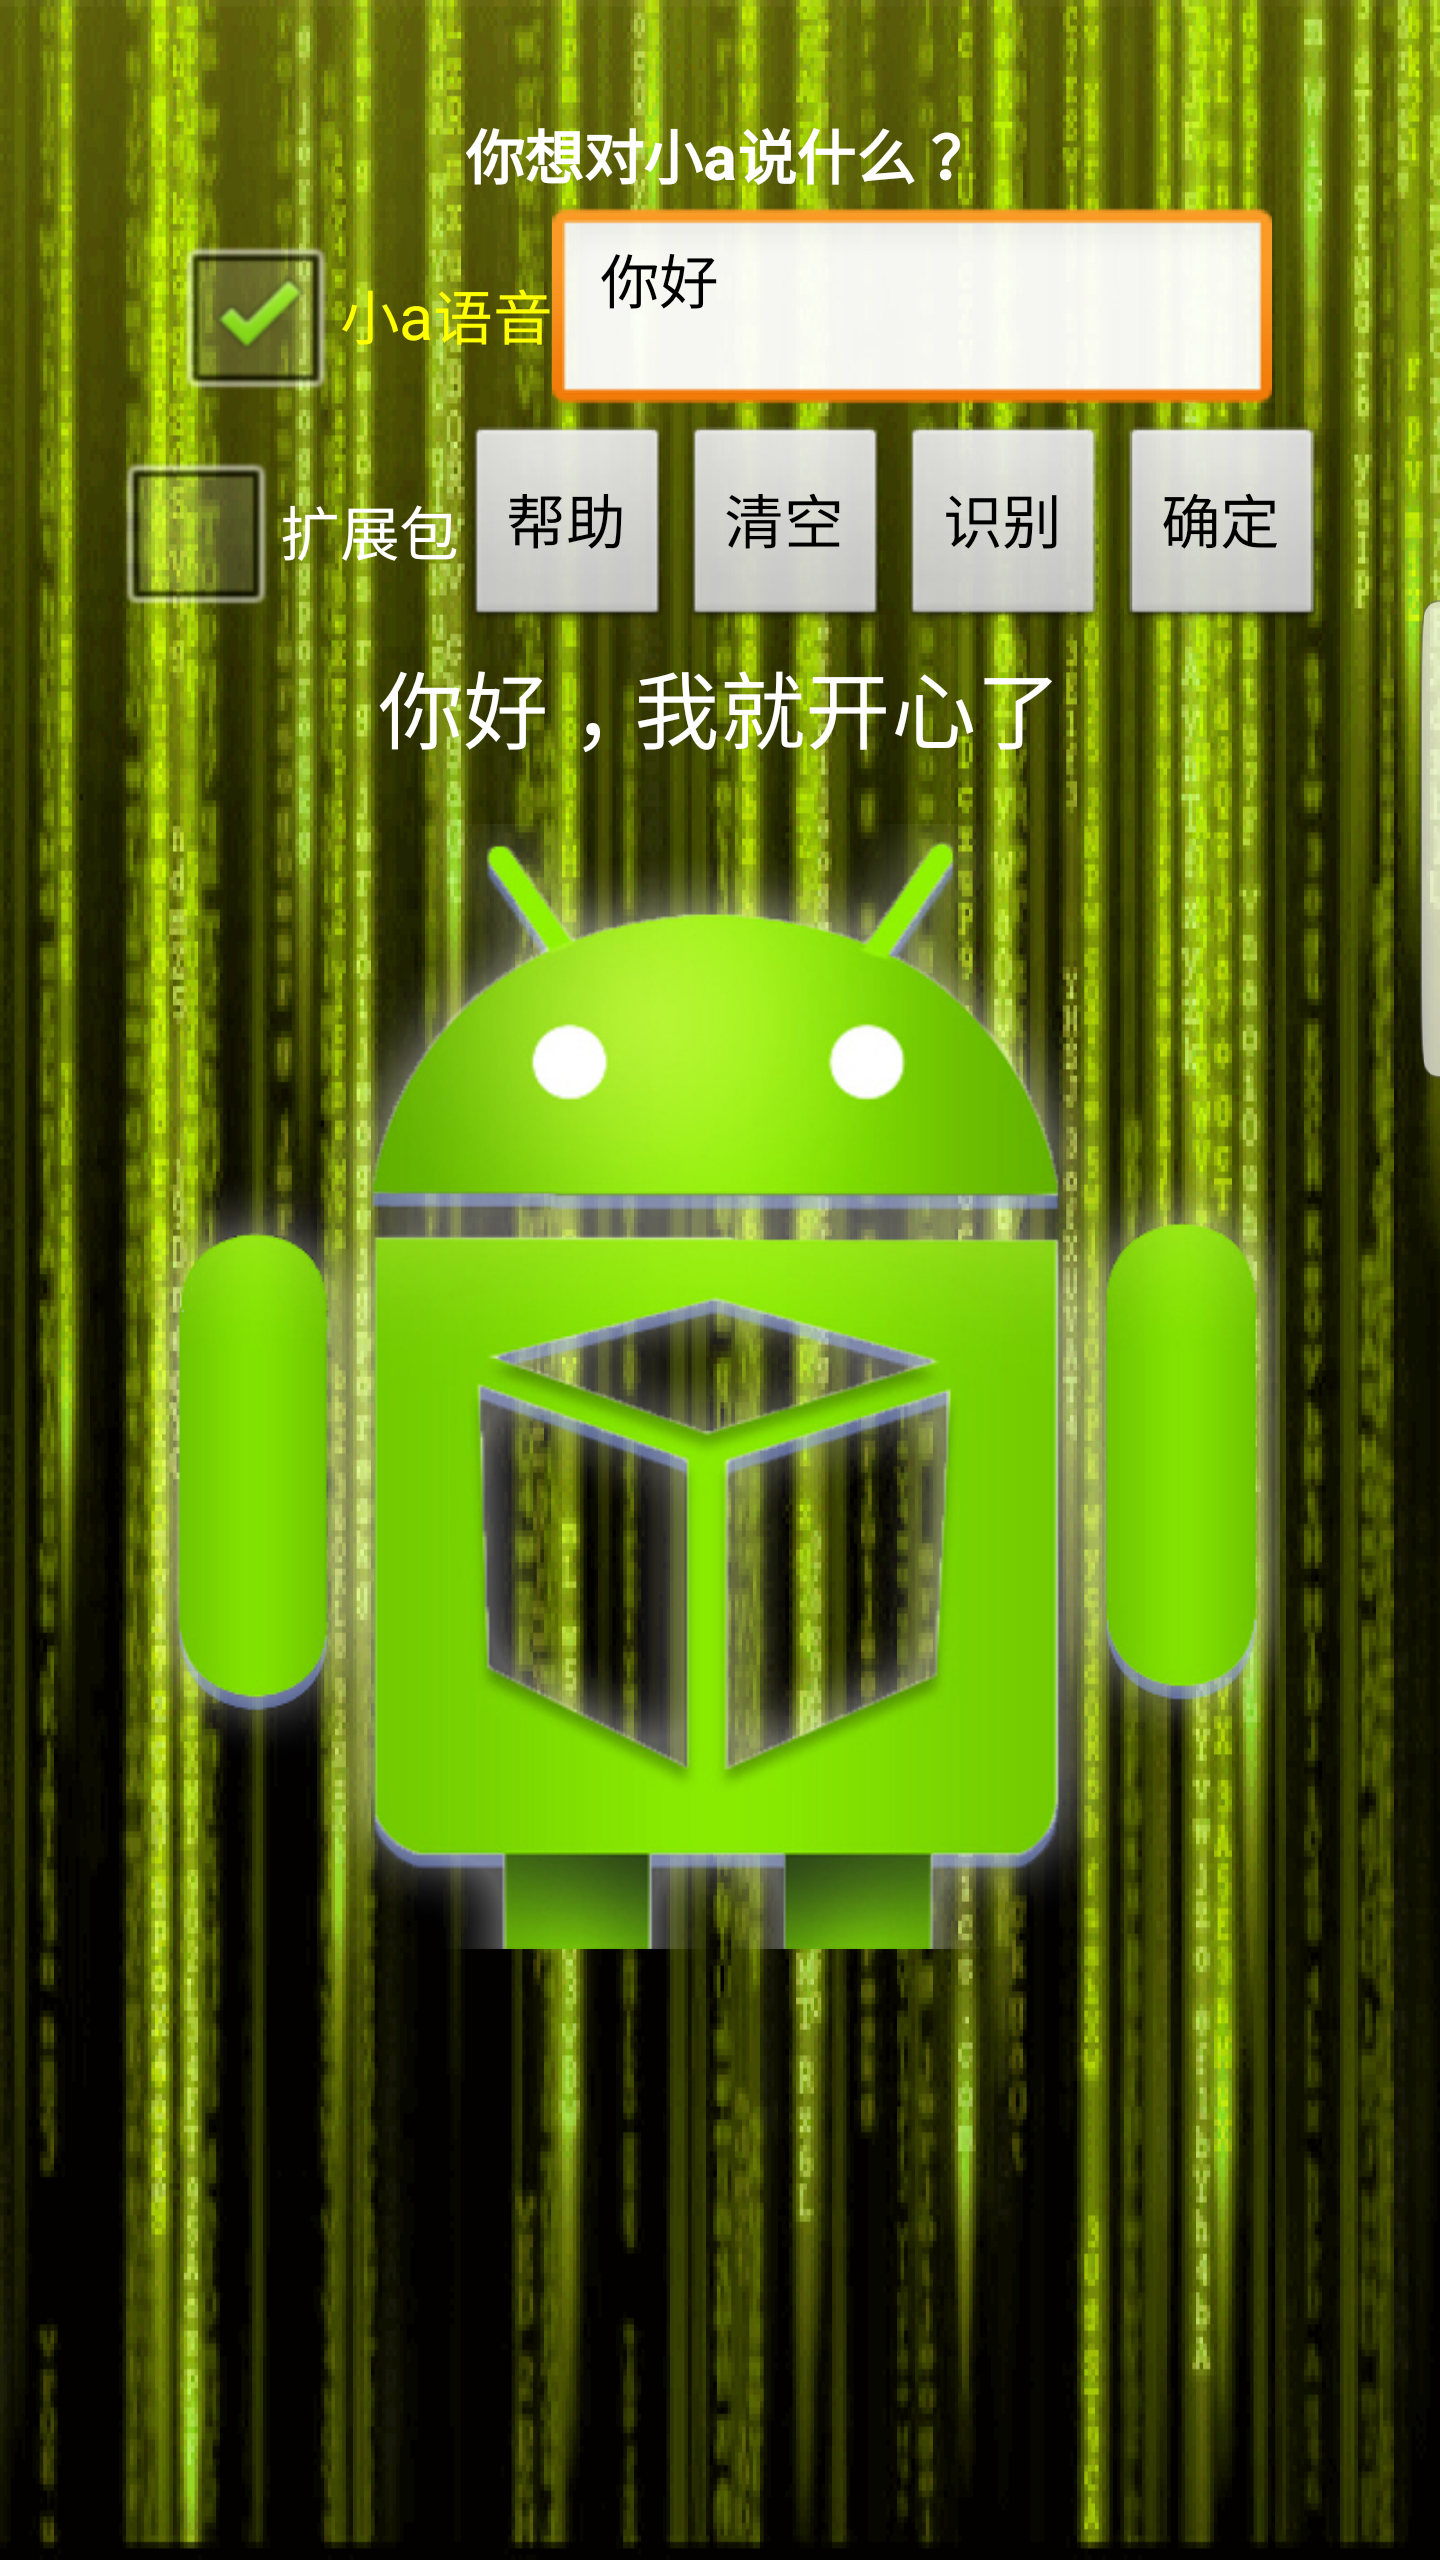 你想对小a说什么？
小a语音
你好
扩展包
帮助
清空
识别
确定
你好，我就开心了